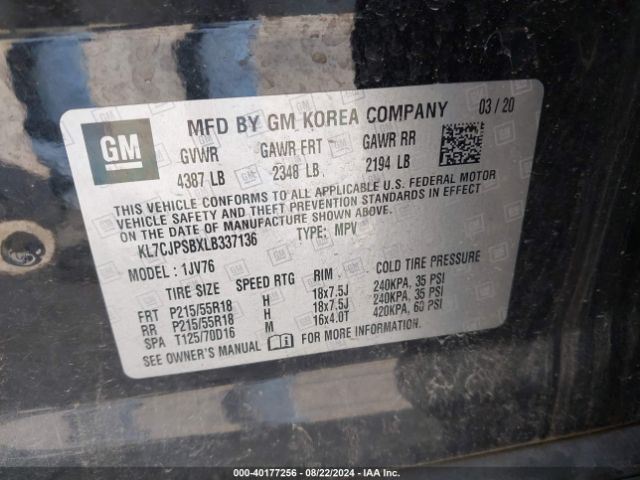 GM
MFD BY GM KOREA COMPANY 03/20
GVWR GAWR FRT GAWR RR
4387 LB 2348 LB 2194 LB
THIS VEHICLE CONFORMS TO ALL APPLICABLE U.S. FEDERAL MOTOR
VEHICLE SAFETY AND THEFT PREVENTION STANDARDS IN EFFECT
ON THE DATE OF MANUFACTURE SHOWN ABOVE.
KL7CJPSBXLB337136 TYPE: MPV
MODEL: 1JV76
TIRE SIZE SPEED RTG RIM COLD TIRE PRESSURE
FRT P215/55R18 H 18x7.5J 240KPA, 35 PSI
RR P215/55R18 H 18x7.5J 240KPA, 35 PSI
SPA T125/70D16 M 16x4.0T 420KPA, 60 PSI
SEE OWNER'S MANUAL FOR MORE INFORMATION.
000-40177256 - 08/22/2024 - IAA Inc.